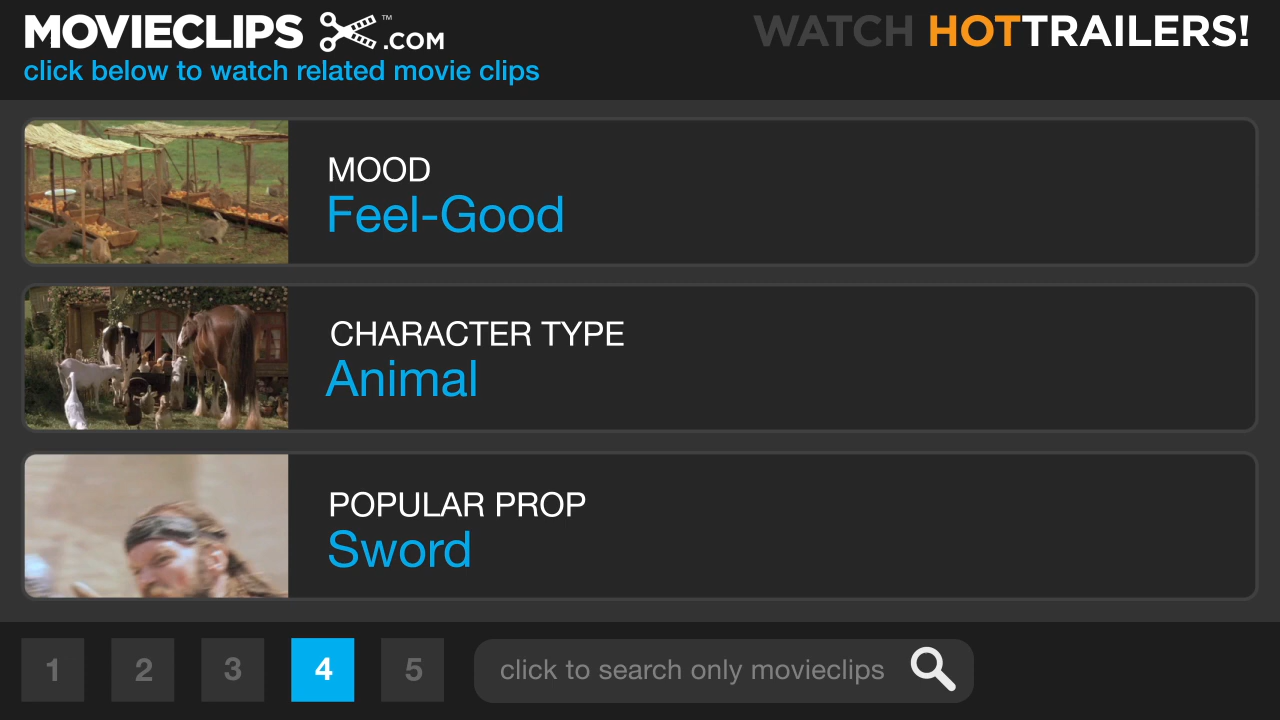 MOVIECLIPS ™ .COM
WATCH HOTTRAILERS!
click below to watch related movie clips
MOOD
Feel-Good
CHARACTER TYPE
Animal
POPULAR PROP
Sword
1 2 3 4 5 click to search only movieclips